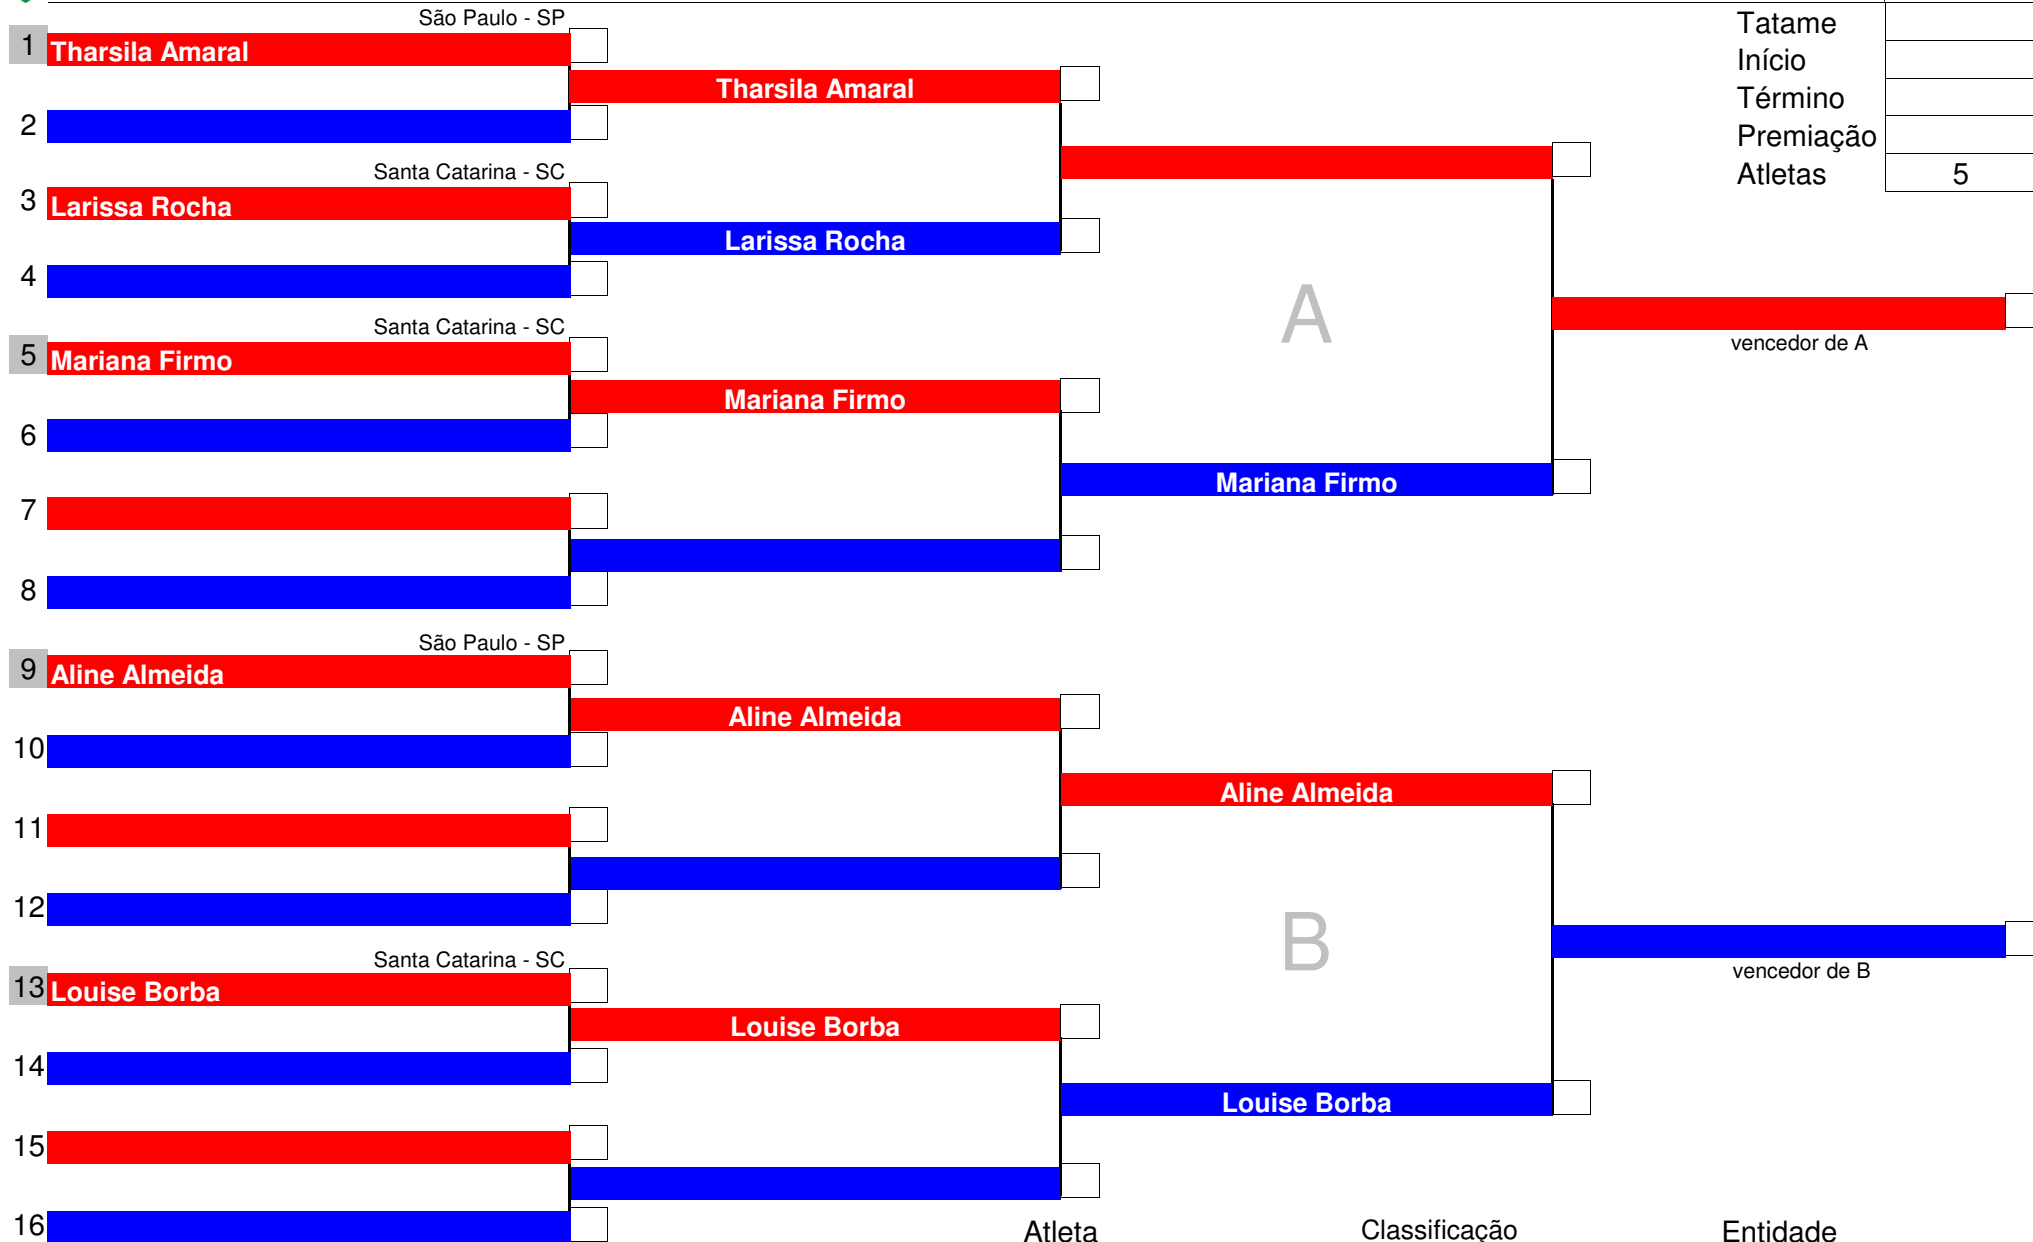 São Paulo - SP
Tatame
1 Tharsila Amaral
Início
Tharsila Amaral
Término
2
Premiação
Santa Catarina - SC
Atletas 5
3 Larissa Rocha
Larissa Rocha
4
A
Santa Catarina - SC
vencedor de A
5 Mariana Firmo
Mariana Firmo
6
Mariana Firmo
7
8
São Paulo - SP
9 Aline Almeida
Aline Almeida
10
Aline Almeida
11
12
B
Santa Catarina - SC
vencedor de B
13 Louise Borba
Louise Borba
14
Louise Borba
15
16
Atleta Classificação Entidade